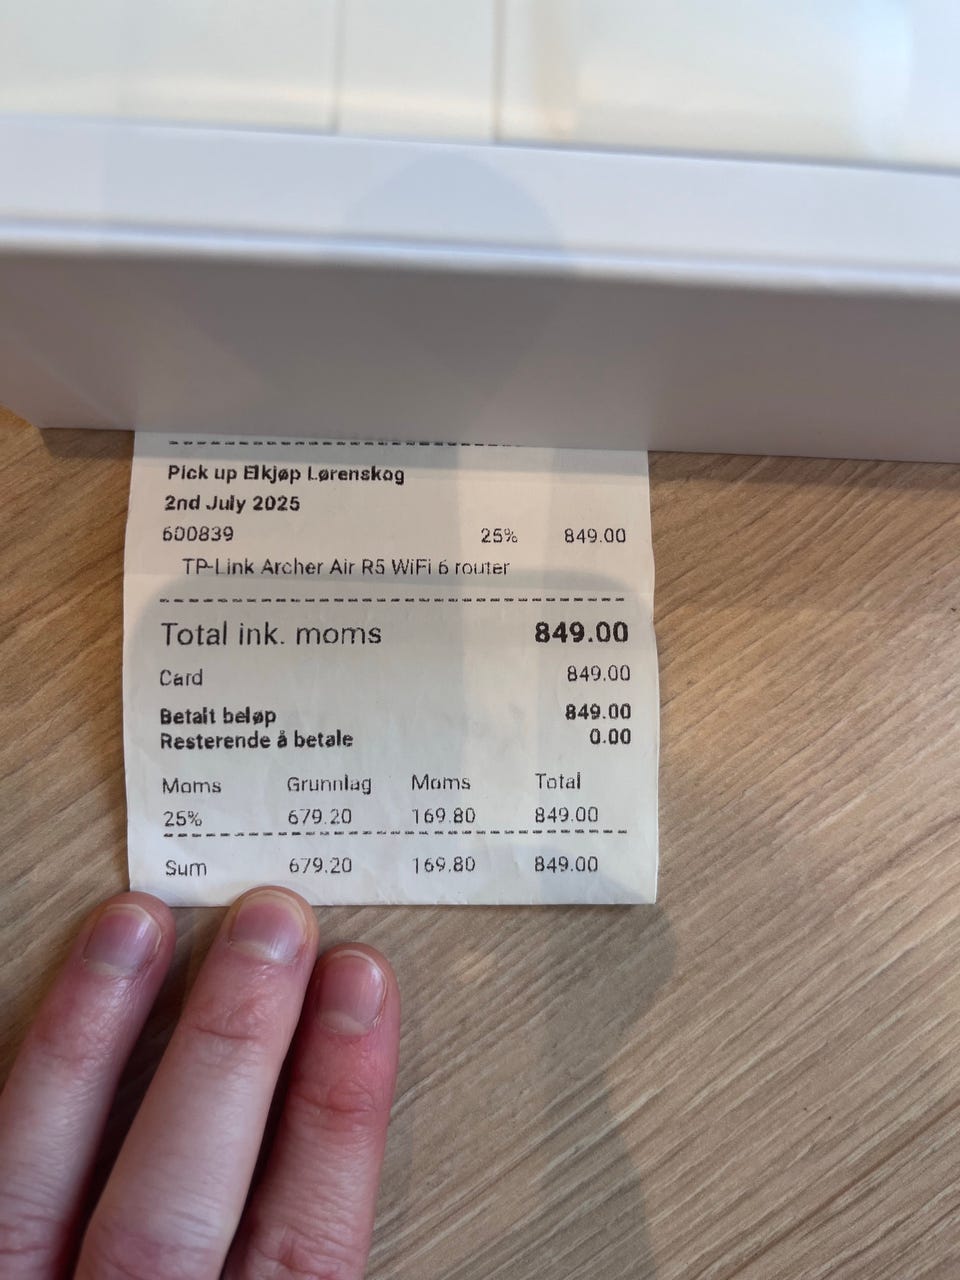 Pick up Elkjøp Lørenskog
2nd July 2025
600839 25% 849.00
TP-Link Archer Air R5 WiFi 6 router
Total ink. moms 849.00
Card 849.00
Betalt beløp 849.00
Resterende å betale 0.00
Moms Grunnlag Moms Total
25% 679.20 169.80 849.00
Sum 679.20 169.80 849.00